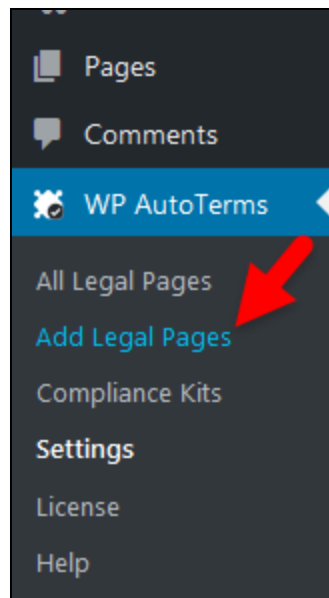 Pages
Comments
WP AutoTerms
All Legal Pages
Add Legal Pages
Compliance Kits
Settings
License
Help